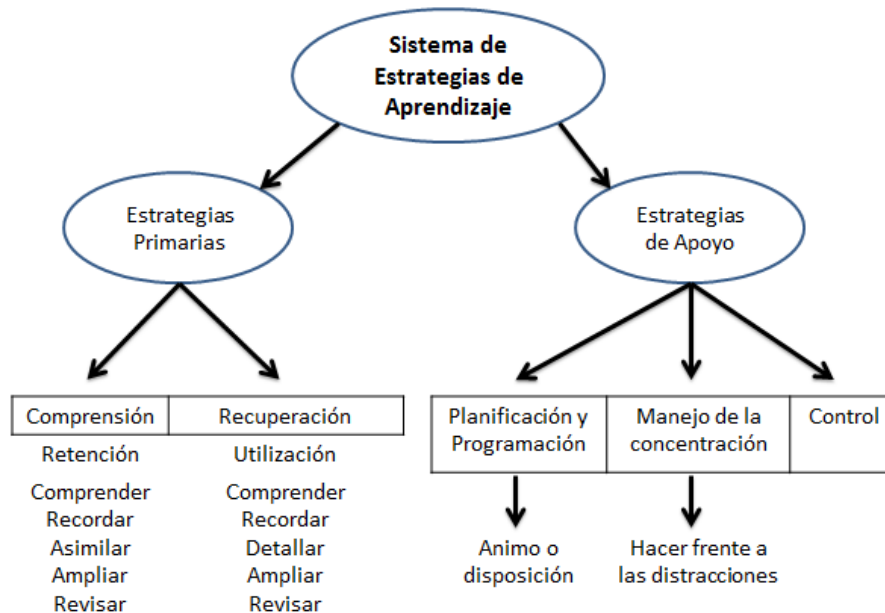 Sistema de
Estrategias de
Aprendizaje
Estrategias
Primarias
Estrategias
de Apoyo
Comprensión
Recuperación
Retención
Utilización
Comprender
Recordar
Asimilar
Ampliar
Revisar
Comprender
Recordar
Detallar
Ampliar
Revisar
Planificación y
Programación
Manejo de la
concentración
Control
Animo o
disposición
Hacer frente a
las distracciones